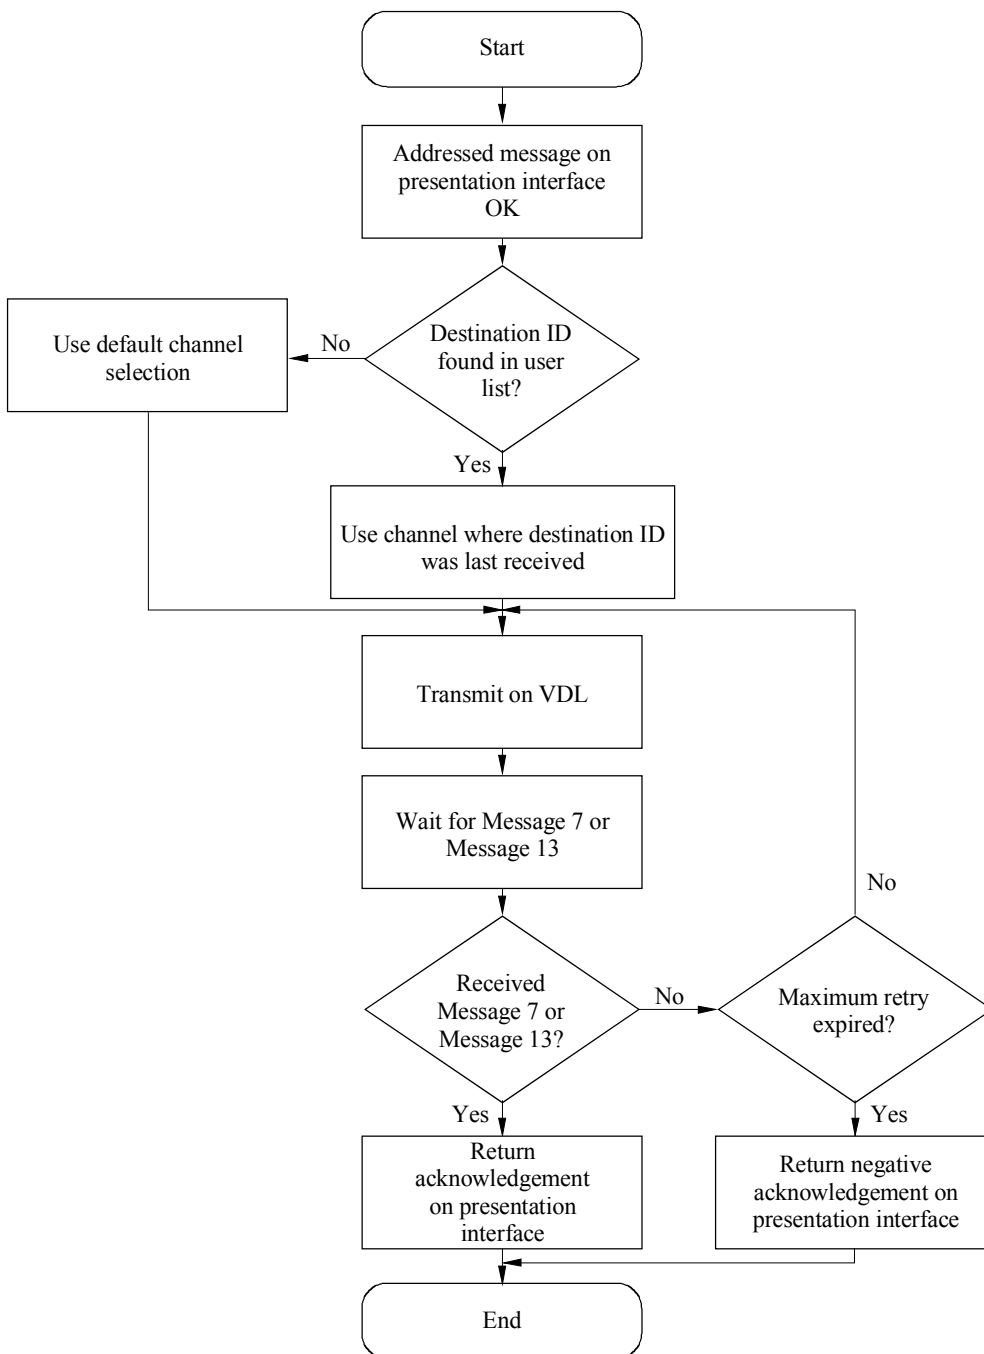 Start
Addressed message on
presentation interface
OK
Destination ID
found in user
list?
No
Use default channel
selection
Yes
Use channel where destination ID
was last received
Transmit on VDL
Wait for Message 7 or
Message 13
Received
Message 7 or
Message 13?
No
Maximum retry
expired?
No
Yes
Return
acknowledgement
on presentation
interface
Yes
Return negative
acknowledgement on
presentation interface
End